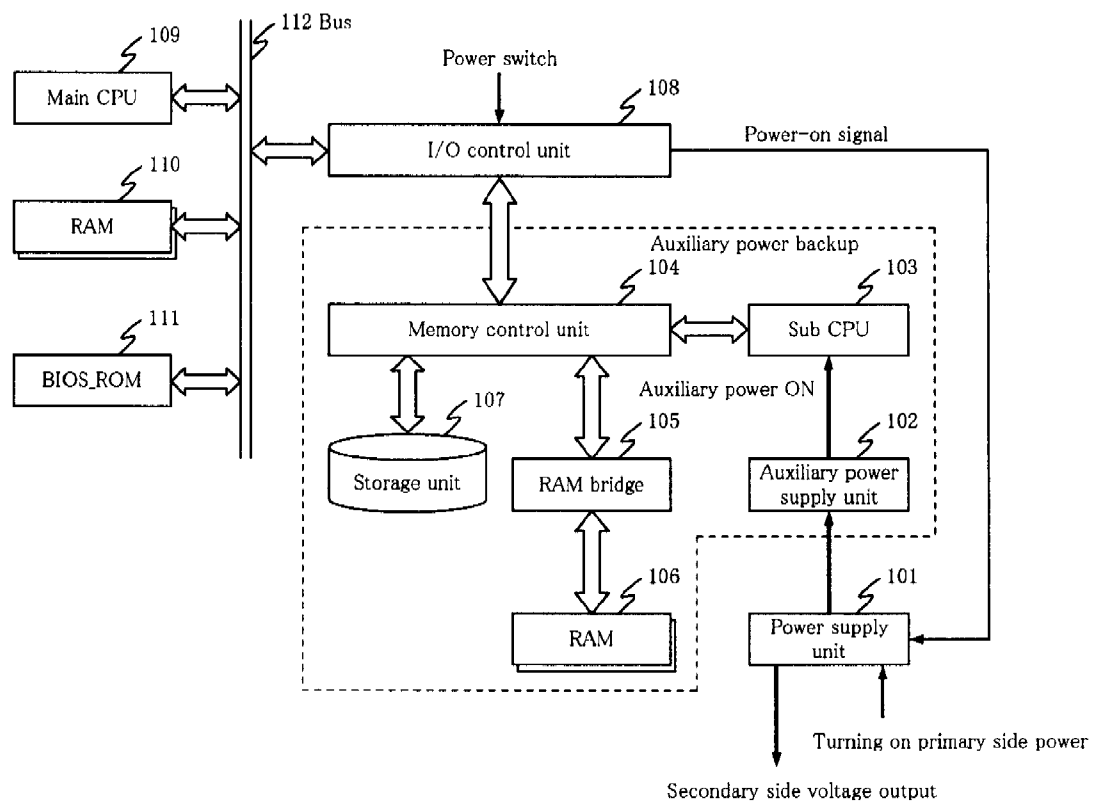 112 Bus
109
Main CPU
Power switch
108
I/O control unit
Power-on signal
110
RAM
Auxiliary power backup
104
103
Memory control unit
Sub CPU
111
BIOS_ROM
Auxiliary power ON
107
105
102
Storage unit
RAM bridge
Auxiliary power
supply unit
106
101
RAM
Power supply
unit
Turning on primary side power
Secondary side voltage output